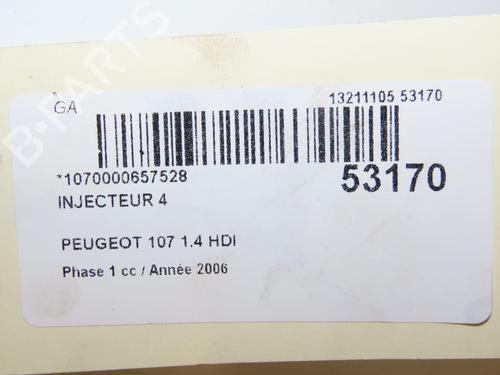 B-PARTS
GA
13211105 53170
*1070000657528
53170
INJECTEUR 4
PEUGEOT 107 1.4 HDI
Phase 1 cc / Année 2006